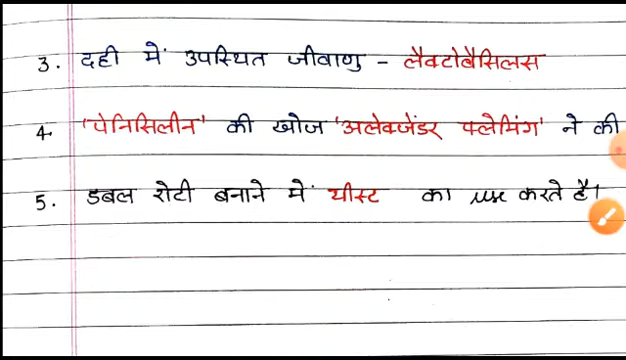 3. दही में उपस्थित जीवाणु - लैक्टोबैसिलस
4. 'पेनिसिलीन' की खोज 'अलेक्जेंडर फ्लेमिंग' ने की
5. डबल रोटी बनाने में यीस्ट का use करते है।